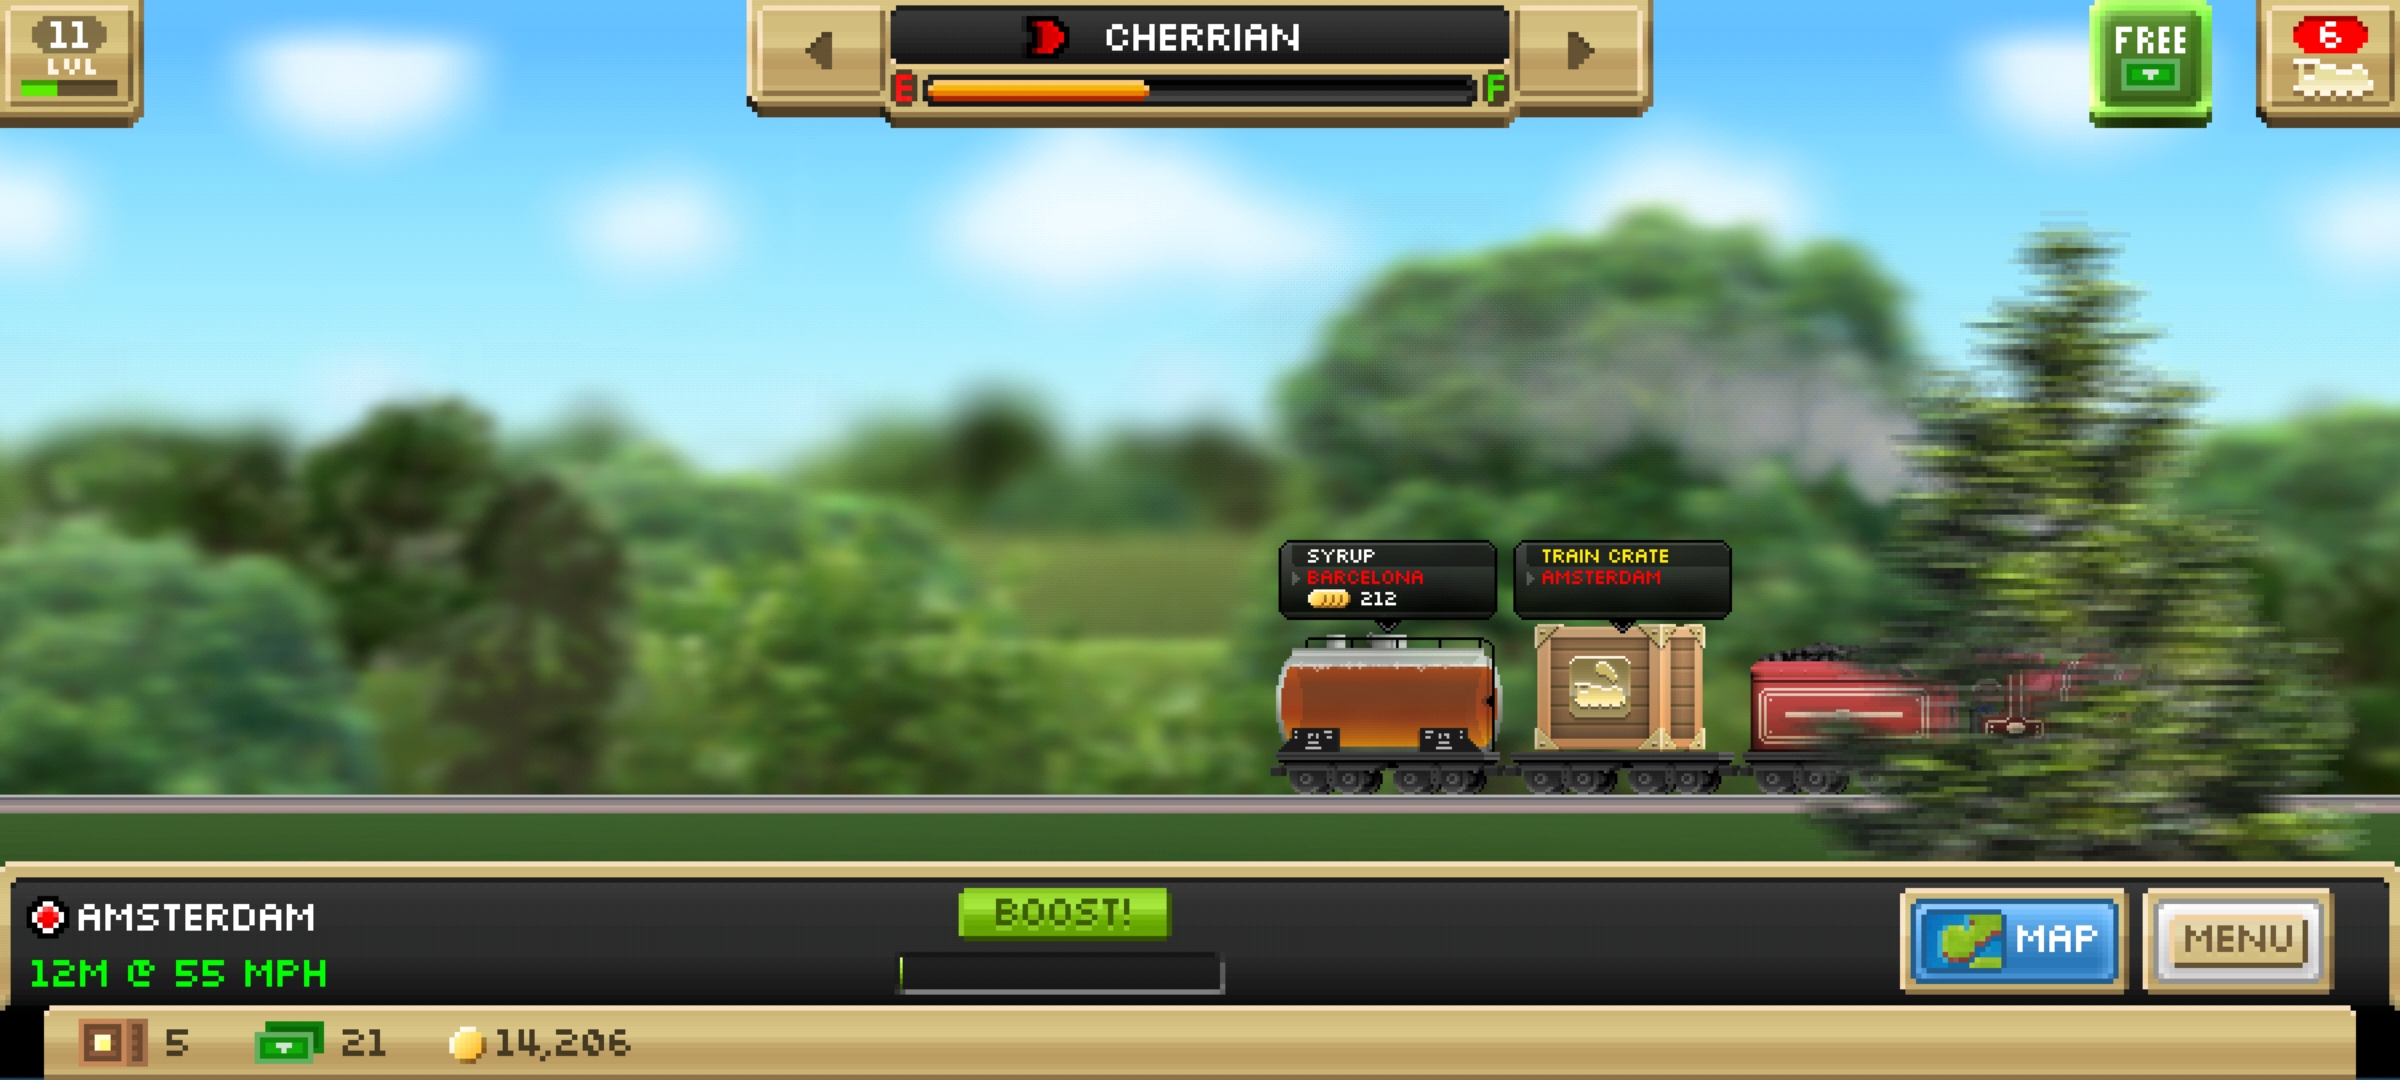 11
LVL
CHERRIAN
E
F
FREE
6
SYRUP
BARCELONA
212
TRAIN CRATE
AMSTERDAM
AMSTERDAM
12M @ 55 MPH
BOOST!
MAP
MENU
5
21
14,206